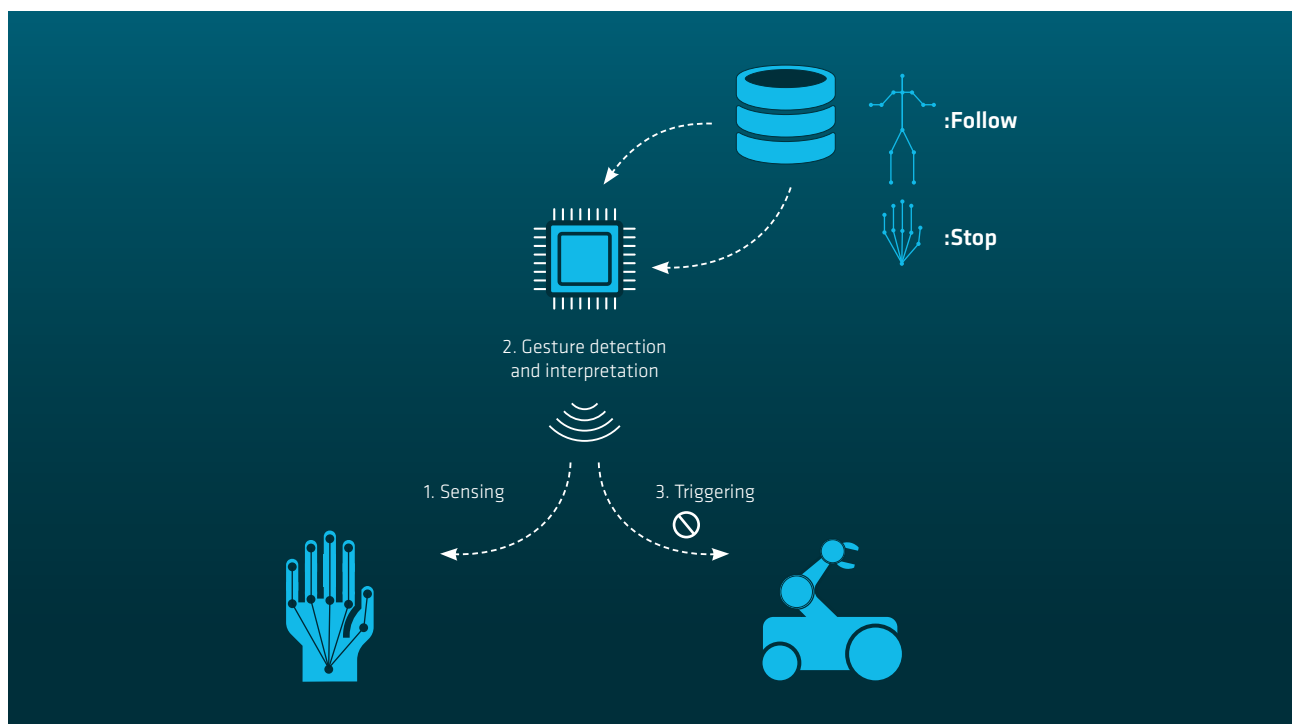 :Follow
:Stop
2. Gesture detection
and interpretation
1. Sensing
3. Triggering